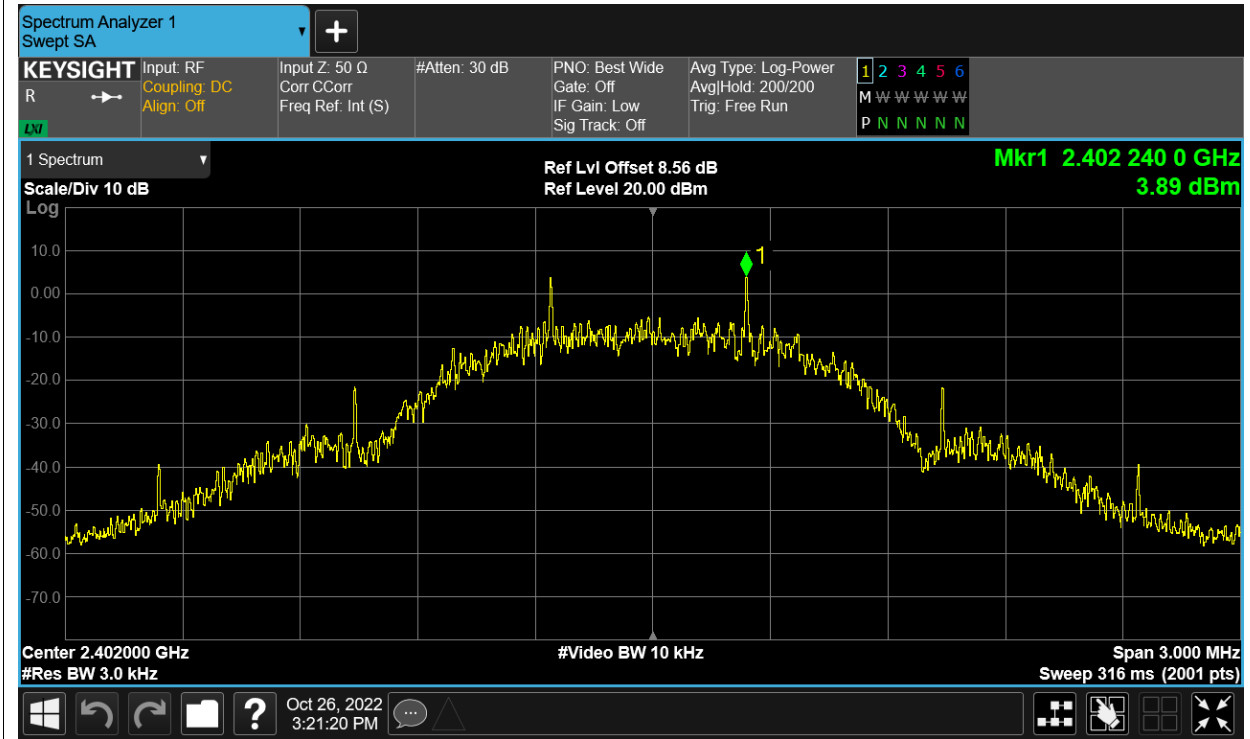 Spectrum Analyzer 1
Swept SA
+
KEYSIGHT
R
LXI
Input: RF
Coupling: DC
Align: Off
Input Z: 50 Ω
Corr CCorr
Freq Ref: Int (S)
#Atten: 30 dB
PNO: Best Wide
Gate: Off
IF Gain: Low
Sig Track: Off
Avg Type: Log-Power
Avg|Hold: 200/200
Trig: Free Run
1 2 3 4 5 6
M W W W W W
P N N N N N
1 Spectrum
Scale/Div 10 dB
Log
Ref Lvl Offset 8.56 dB
Ref Level 20.00 dBm
Mkr1 2.402 240 0 GHz
3.89 dBm
1
10.0
0.00
-10.0
-20.0
-30.0
-40.0
-50.0
-60.0
-70.0
Center 2.402000 GHz
#Res BW 3.0 kHz
#Video BW 10 kHz
Span 3.000 MHz
Sweep 316 ms (2001 pts)
?
Oct 26, 2022
3:21:20 PM